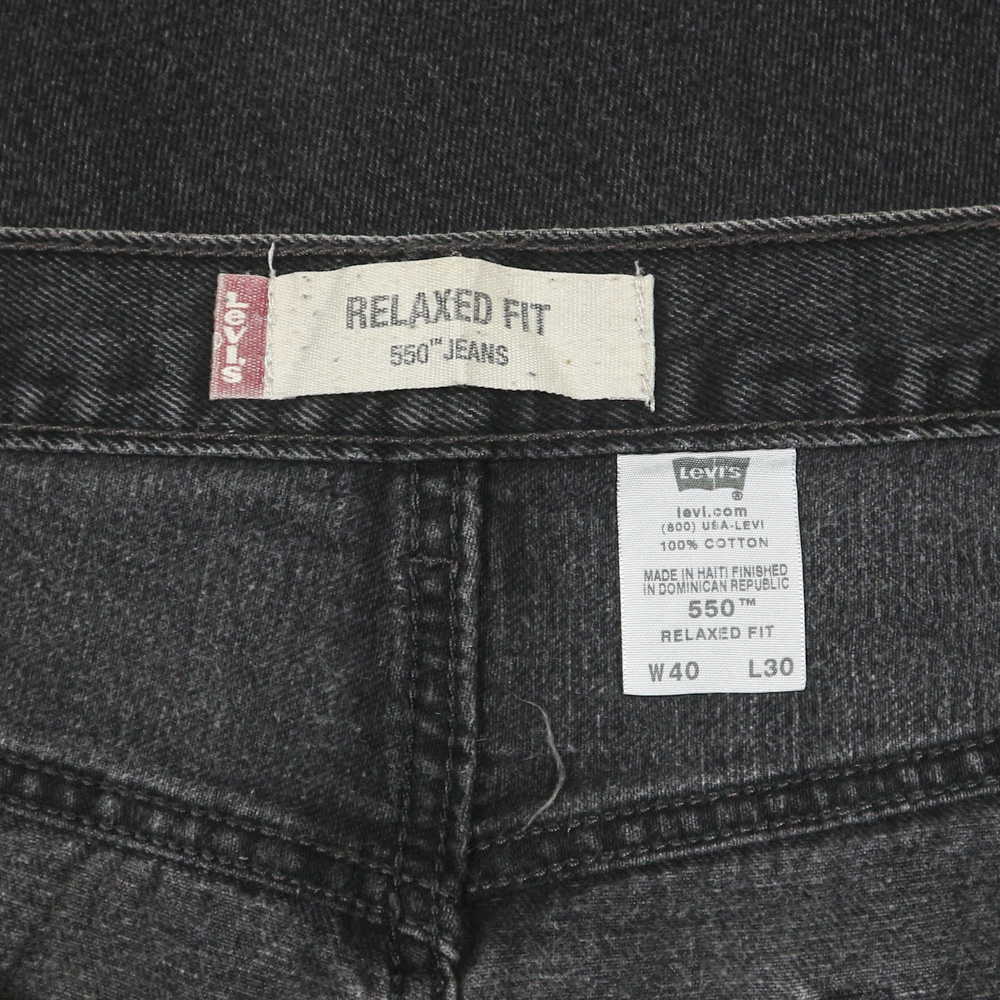 Levi's
RELAXED FIT
550™ JEANS
Levi's
®
levi.com
(800) USA-LEVI
100% COTTON
MADE IN HAITI FINISHED
IN DOMINICAN REPUBLIC
550™
RELAXED FIT
W40 L30